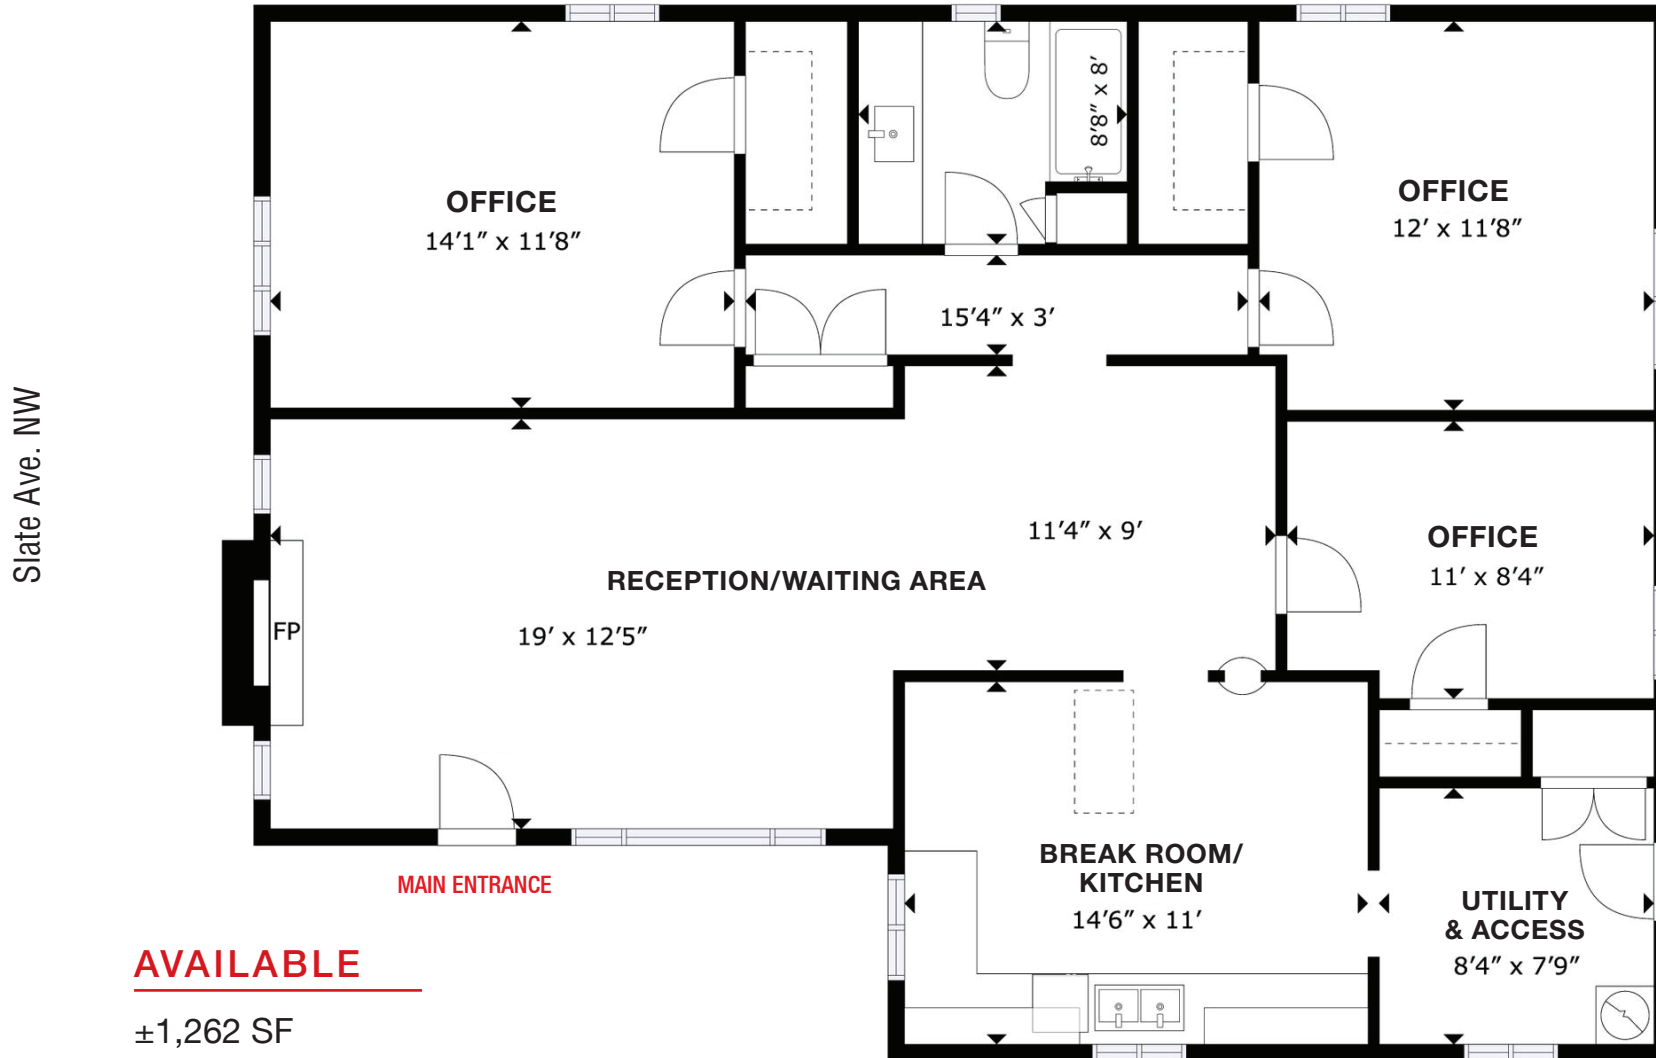 8'8" x 8'
OFFICE
14'1" x 11'8"
OFFICE
12' x 11'8"
15'4" x 3'
Slate Ave. NW
11'4" x 9'
OFFICE
11' x 8'4"
RECEPTION/WAITING AREA
FP
19' x 12'5"
BREAK ROOM/
KITCHEN
14'6" x 11'
MAIN ENTRANCE
UTILITY
& ACCESS
8'4" x 7'9"
AVAILABLE
±1,262 SF